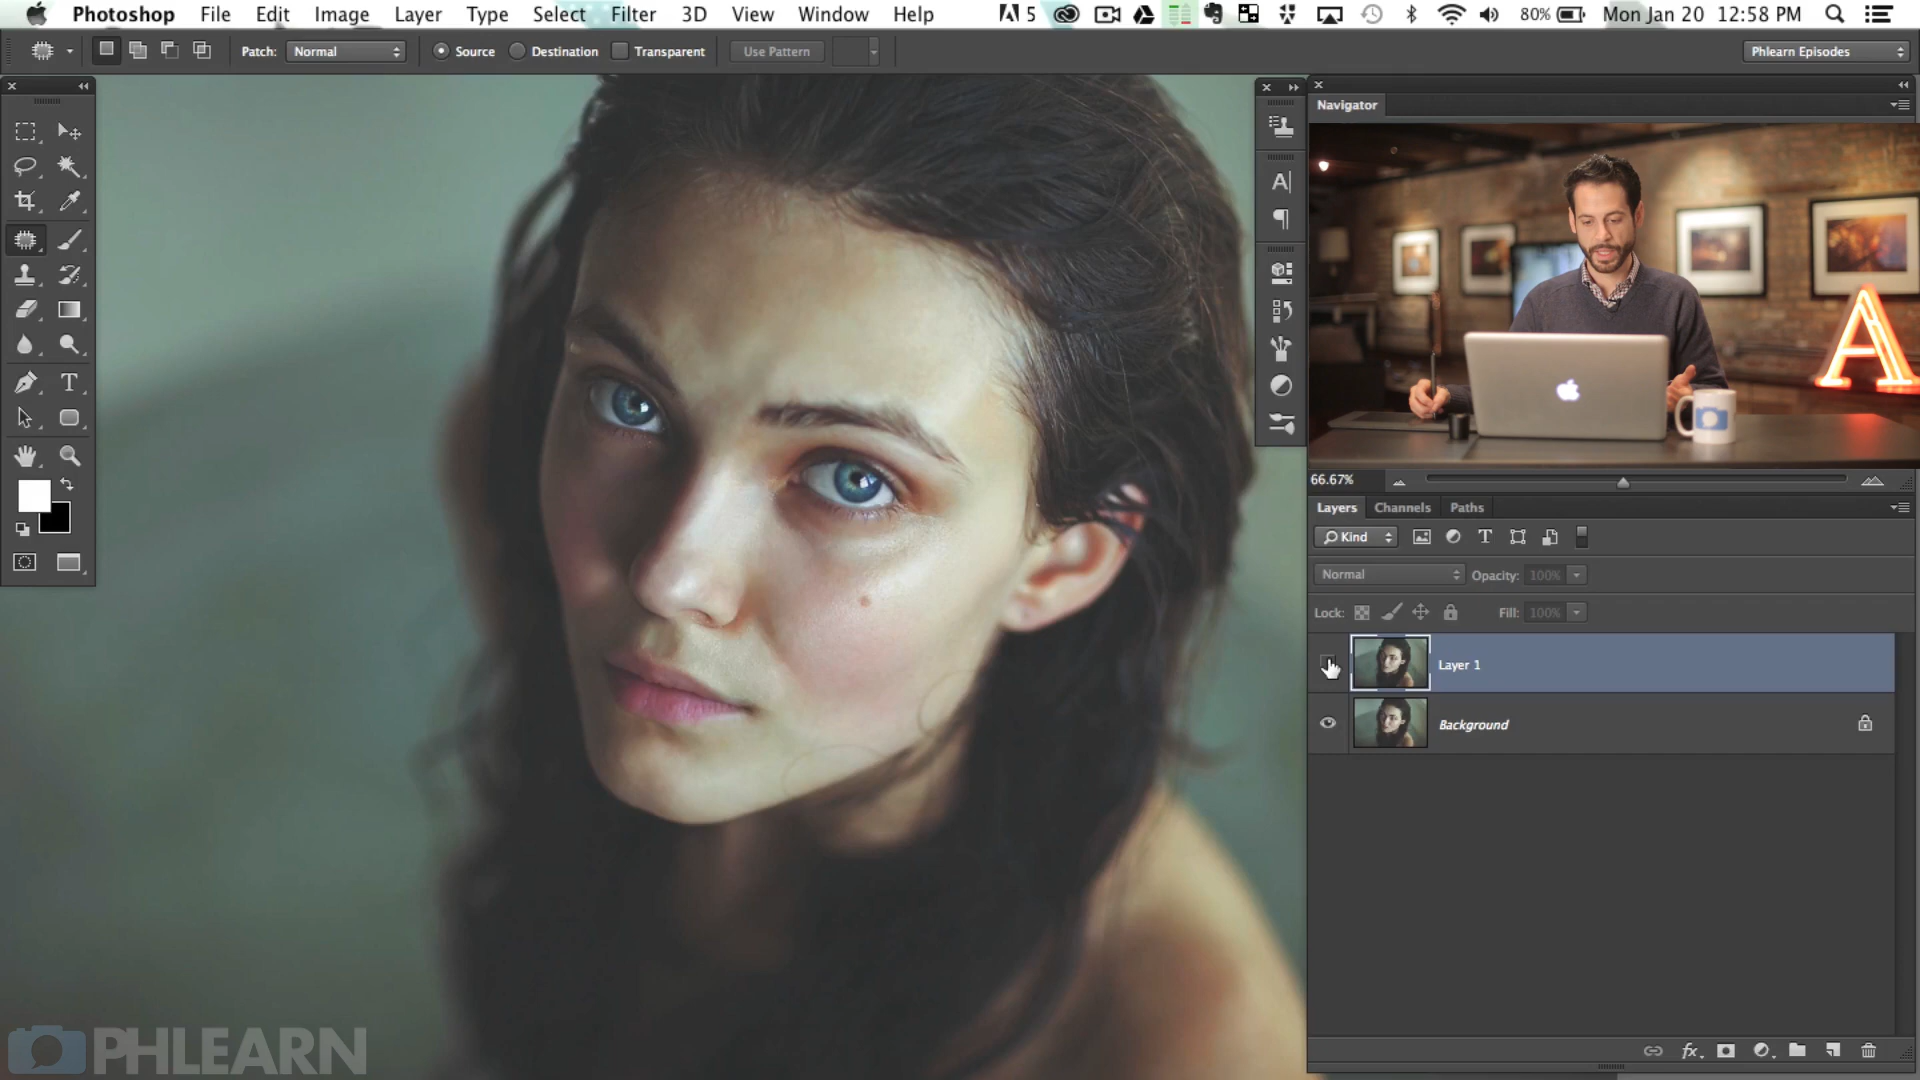 Photoshop File Edit Image Layer Type Select Filter 3D View Window Help 5 80% Mon Jan 20 12:58 PM
Patch: Normal Source Destination Transparent Use Pattern Phlearn Episodes
Navigator
A
66.67%
Layers Channels Paths
Kind
Normal Opacity: 100%
Lock: Fill: 100%
Layer 1
Background
fx
PHLEARN